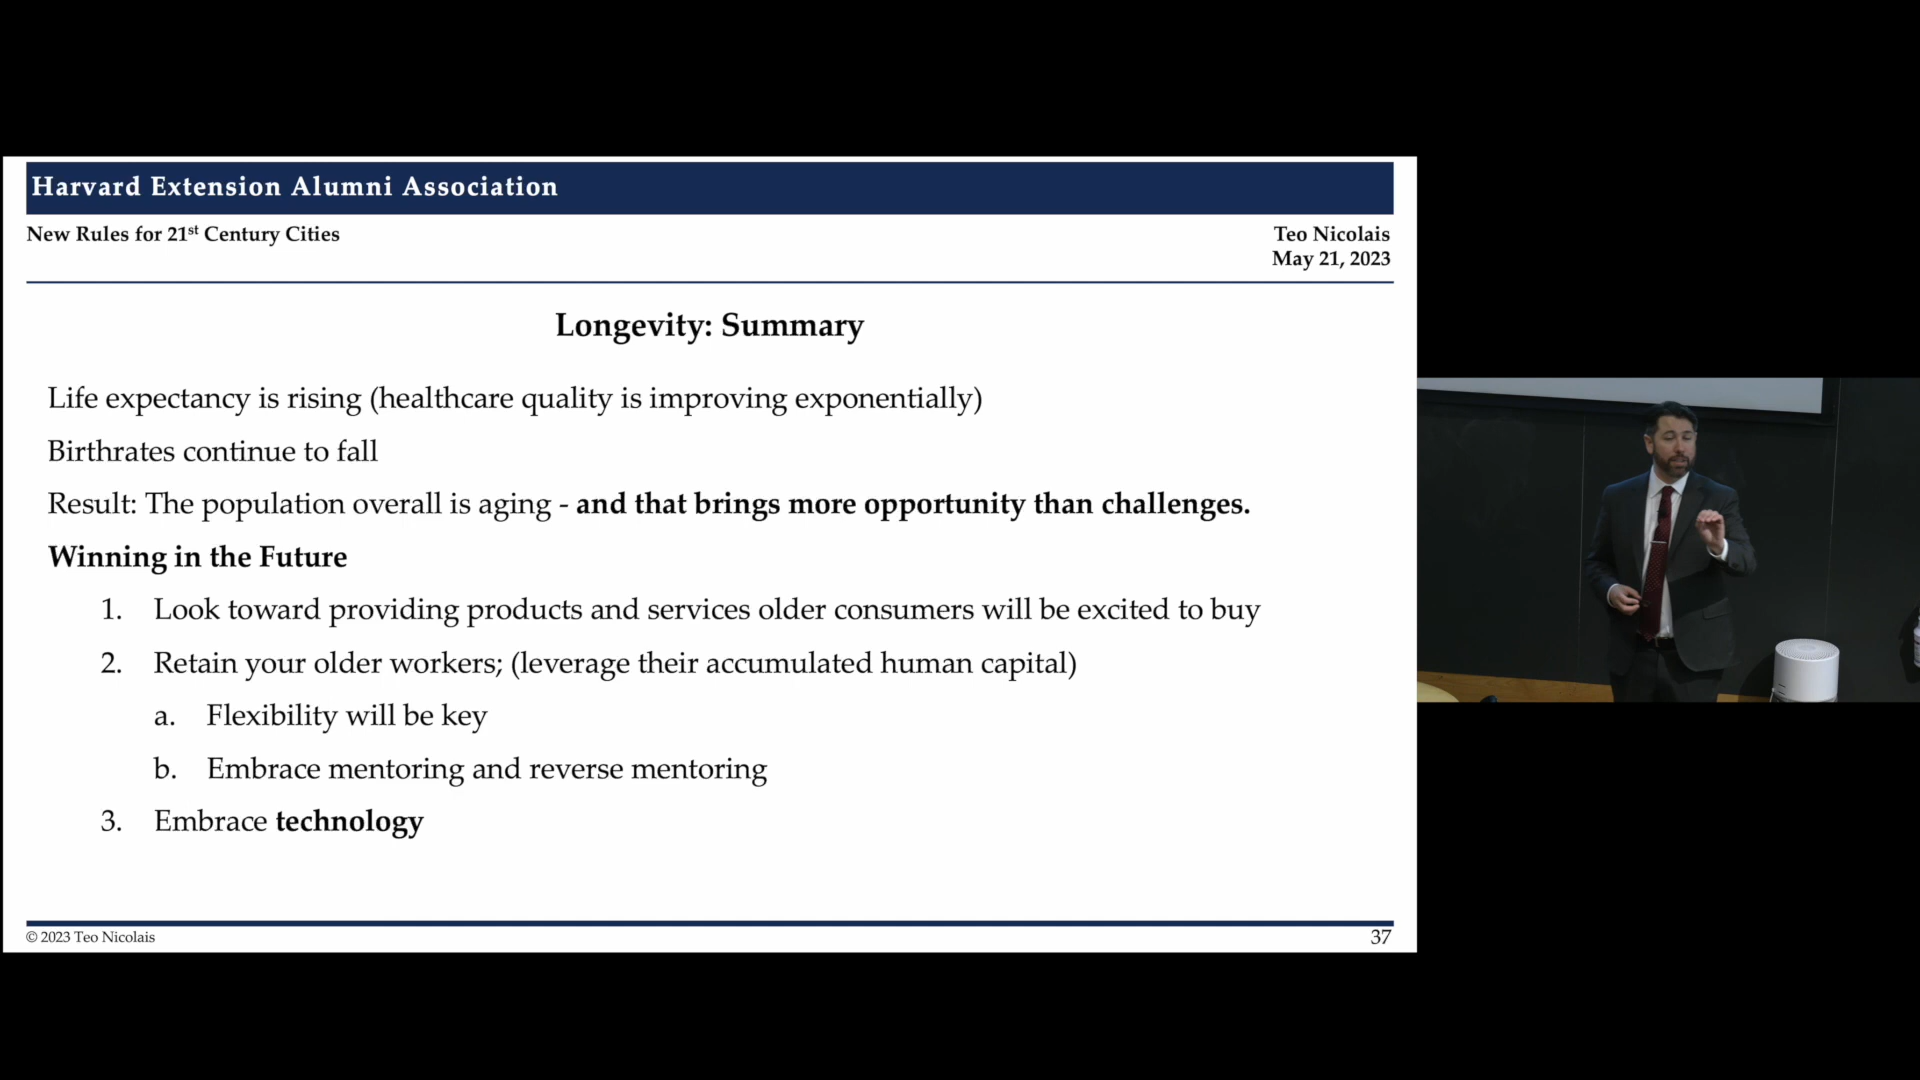 Harvard Extension Alumni Association
New Rules for 21st Century Cities
Teo Nicolais
May 21, 2023
Longevity: Summary
Life expectancy is rising (healthcare quality is improving exponentially)
Birthrates continue to fall
Result: The population overall is aging - and that brings more opportunity than challenges.
Winning in the Future
1. Look toward providing products and services older consumers will be excited to buy
2. Retain your older workers; (leverage their accumulated human capital)
a. Flexibility will be key
b. Embrace mentoring and reverse mentoring
3. Embrace technology
© 2023 Teo Nicolais
37